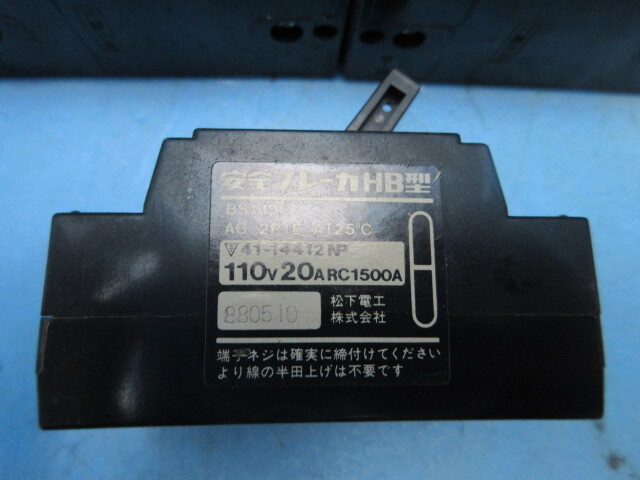 安全ブレーカHB型
AC 2P1E AT25℃
▽41-14412 NP
110V 20A RC1500A
880510
松下電工
株式会社
端子ネジは確実に締付けてください
より線の半田上げは不要です